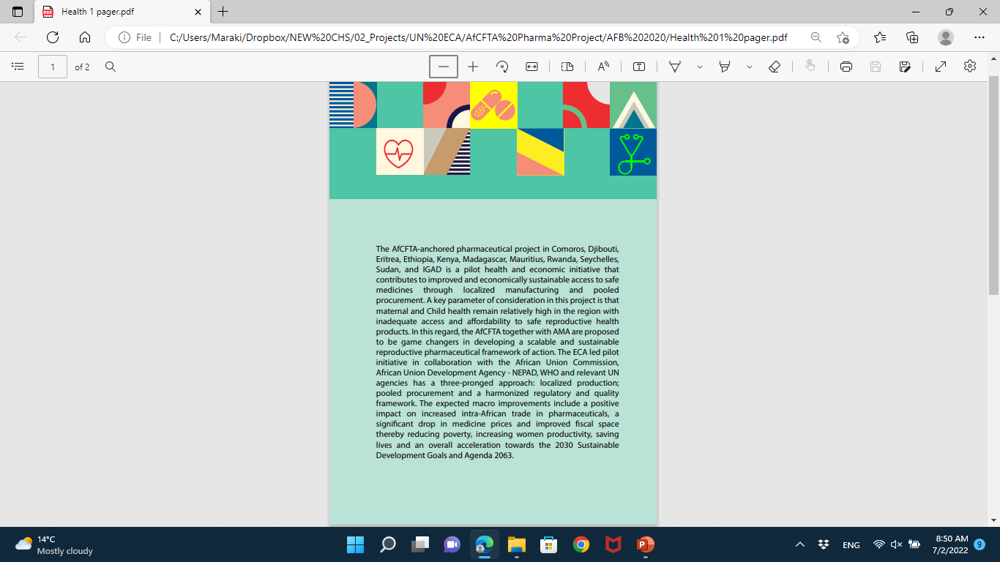 Health 1 pager.pdf
File
C:/Users/Maraki/Dropbox/NEW%20CHS/02_Projects/UN%20ECA/AfCFTA%20Pharma%20Project/AFB%202020/Health%201%20pager.pdf
1 of 2
The AfCFTA-anchored pharmaceutical project in Comoros, Djibouti,
Eritrea, Ethiopia, Kenya, Madagascar, Mauritius, Rwanda, Seychelles,
Sudan, and IGAD is a pilot health and economic initiative that
contributes to improved and economically sustainable access to safe
medicines through localized manufacturing and pooled
procurement. A key parameter of consideration in this project is that
maternal and Child health remain relatively high in the region with
inadequate access and affordability to safe reproductive health
products. In this regard, the AfCFTA together with AMA are proposed
to be game changers in developing a scalable and sustainable
reproductive pharmaceutical framework of action. The ECA led pilot
initiative in collaboration with the African Union Commission,
African Union Development Agency - NEPAD, WHO and relevant UN
agencies has a three-pronged approach: localized production;
pooled procurement and a harmonized regulatory and quality
framework. The expected macro improvements include a positive
impact on increased intra-African trade in pharmaceuticals, a
significant drop in medicine prices and improved fiscal space
thereby reducing poverty, increasing women productivity, saving
lives and an overall acceleration towards the 2030 Sustainable
Development Goals and Agenda 2063.
14°C
Mostly cloudy
ENG
8:50 AM
7/2/2022
9